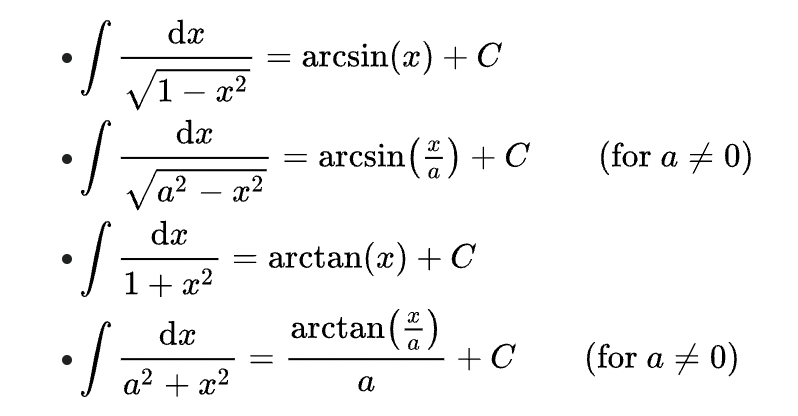 • ∫ dx / √(1 − x²) = arcsin(x) + C
• ∫ dx / √(a² − x²) = arcsin(x/a) + C (for a ≠ 0)
• ∫ dx / (1 + x²) = arctan(x) + C
• ∫ dx / (a² + x²) = arctan(x/a) / a + C (for a ≠ 0)